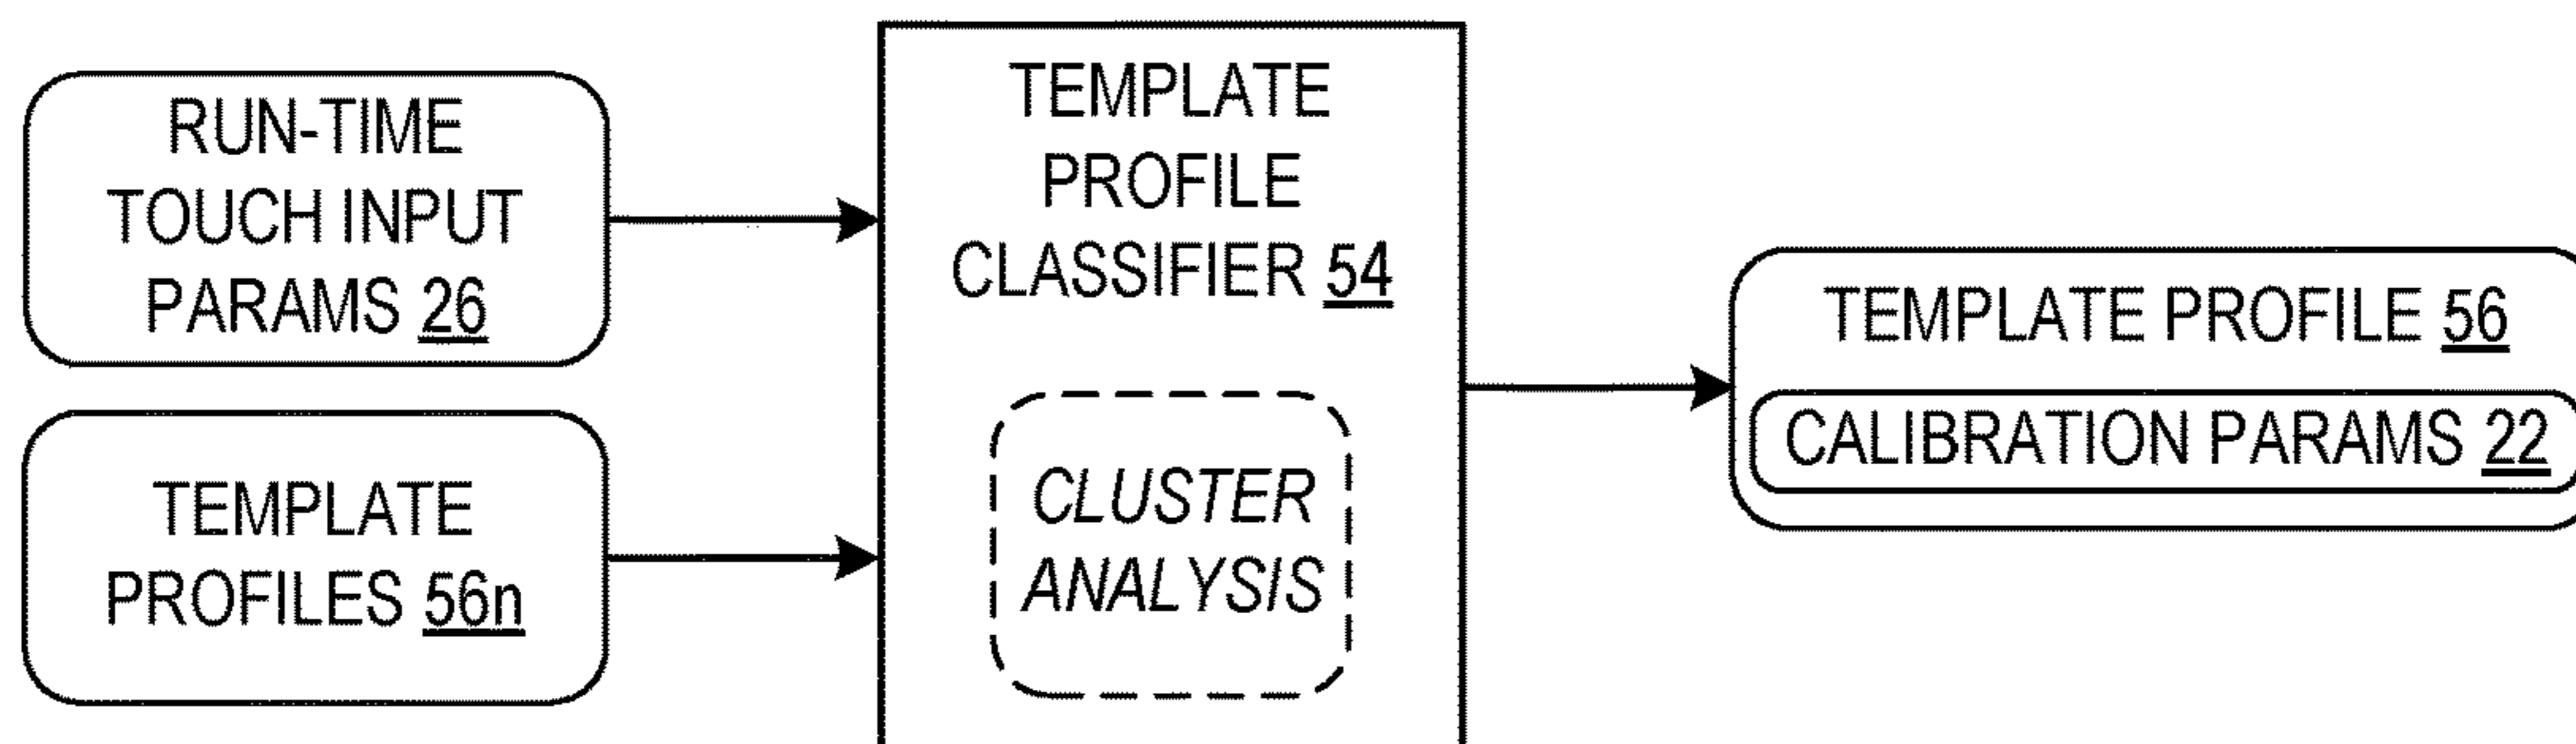 RUN-TIME
TOUCH INPUT
PARAMS 26
TEMPLATE
PROFILES 56n
TEMPLATE
PROFILE
CLASSIFIER 54
CLUSTER
ANALYSIS
TEMPLATE PROFILE 56
CALIBRATION PARAMS 22